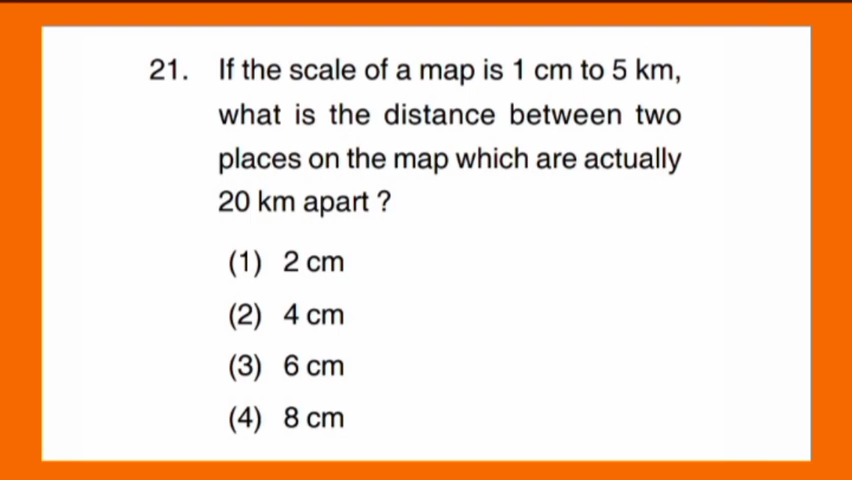 21. If the scale of a map is 1 cm to 5 km,
what is the distance between two
places on the map which are actually
20 km apart ?
(1) 2 cm
(2) 4 cm
(3) 6 cm
(4) 8 cm